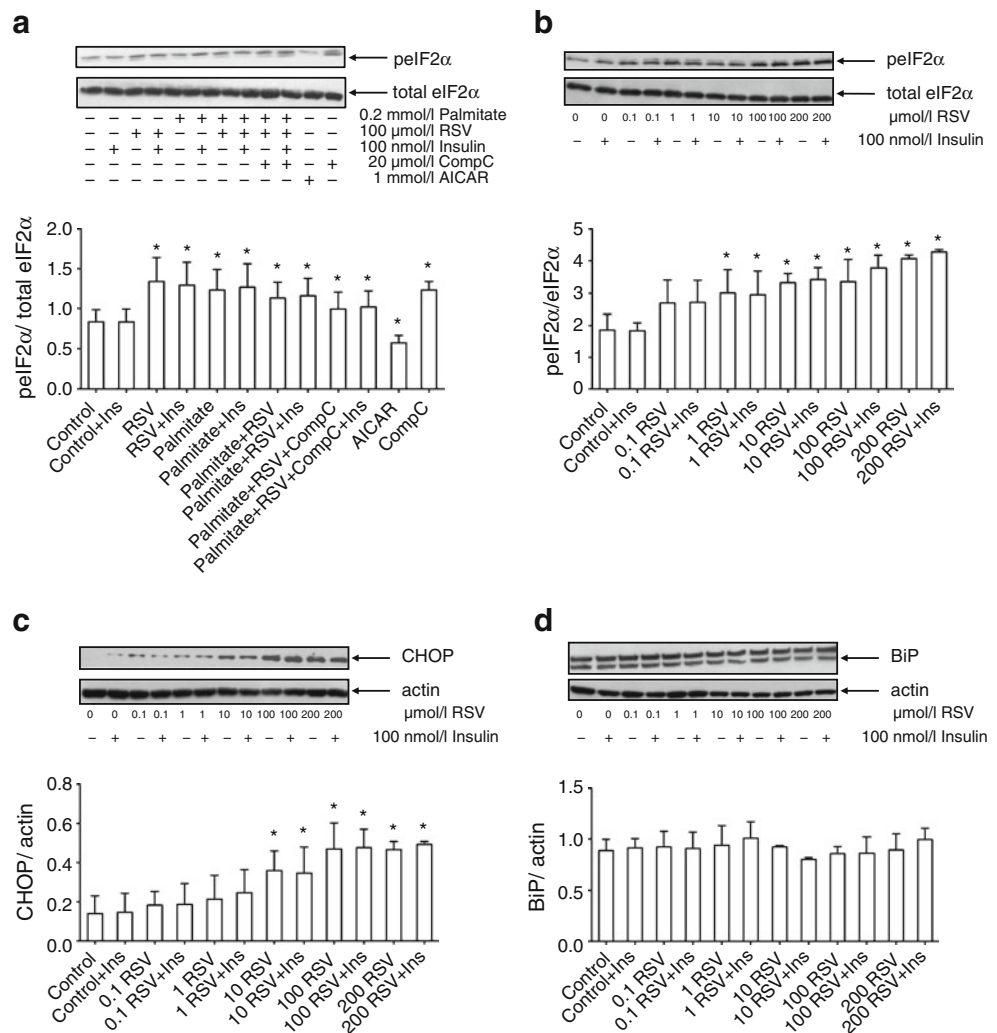 a
peIF2α
total eIF2α
– – – – + + + + + + – – 0.2 mmol/l Palmitate
– – + + – – + + + + – – 100 µmol/l RSV
– + – + – + – + – + – – 100 nmol/l Insulin
– – – – – – – – + + – + 20 µmol/l CompC
– – – – – – – – – – + – 1 mmol/l AICAR
peIF2α/ total eIF2α
2.0
1.5
1.0
0.5
0.0
* * * * * * * * * *
Control
Control+Ins
RSV
RSV+Ins
Palmitate
Palmitate+Ins
Palmitate+RSV
Palmitate+RSV+Ins
Palmitate+RSV+CompC
Palmitate+RSV+CompC+Ins
AICAR
CompC
b
peIF2α
total eIF2α
0 0 0.1 0.1 1 1 10 10 100 100 200 200 µmol/l RSV
– + – + – + – + – + – + 100 nmol/l Insulin
peIF2α/eIF2α
5
4
3
2
1
0
* * * * * * * *
Control
Control+Ins
0.1 RSV
0.1 RSV+Ins
1 RSV
1 RSV+Ins
10 RSV
10 RSV+Ins
100 RSV
100 RSV+Ins
200 RSV
200 RSV+Ins
c
CHOP
actin
0 0 0.1 0.1 1 1 10 10 100 100 200 200 µmol/l RSV
– + – + – + – + – + – + 100 nmol/l Insulin
CHOP/ actin
0.8
0.6
0.4
0.2
0.0
* * * * * *
Control
Control+Ins
0.1 RSV
0.1 RSV+Ins
1 RSV
1 RSV+Ins
10 RSV
10 RSV+Ins
100 RSV
100 RSV+Ins
200 RSV
200 RSV+Ins
d
BiP
actin
0 0 0.1 0.1 1 1 10 10 100 100 200 200 µmol/l RSV
– + – + – + – + – + – + 100 nmol/l Insulin
BiP/ actin
1.5
1.0
0.5
0.0
Control
Control+Ins
0.1 RSV
0.1 RSV+Ins
1 RSV
1 RSV+Ins
10 RSV
10 RSV+Ins
100 RSV
100 RSV+Ins
200 RSV
200 RSV+Ins